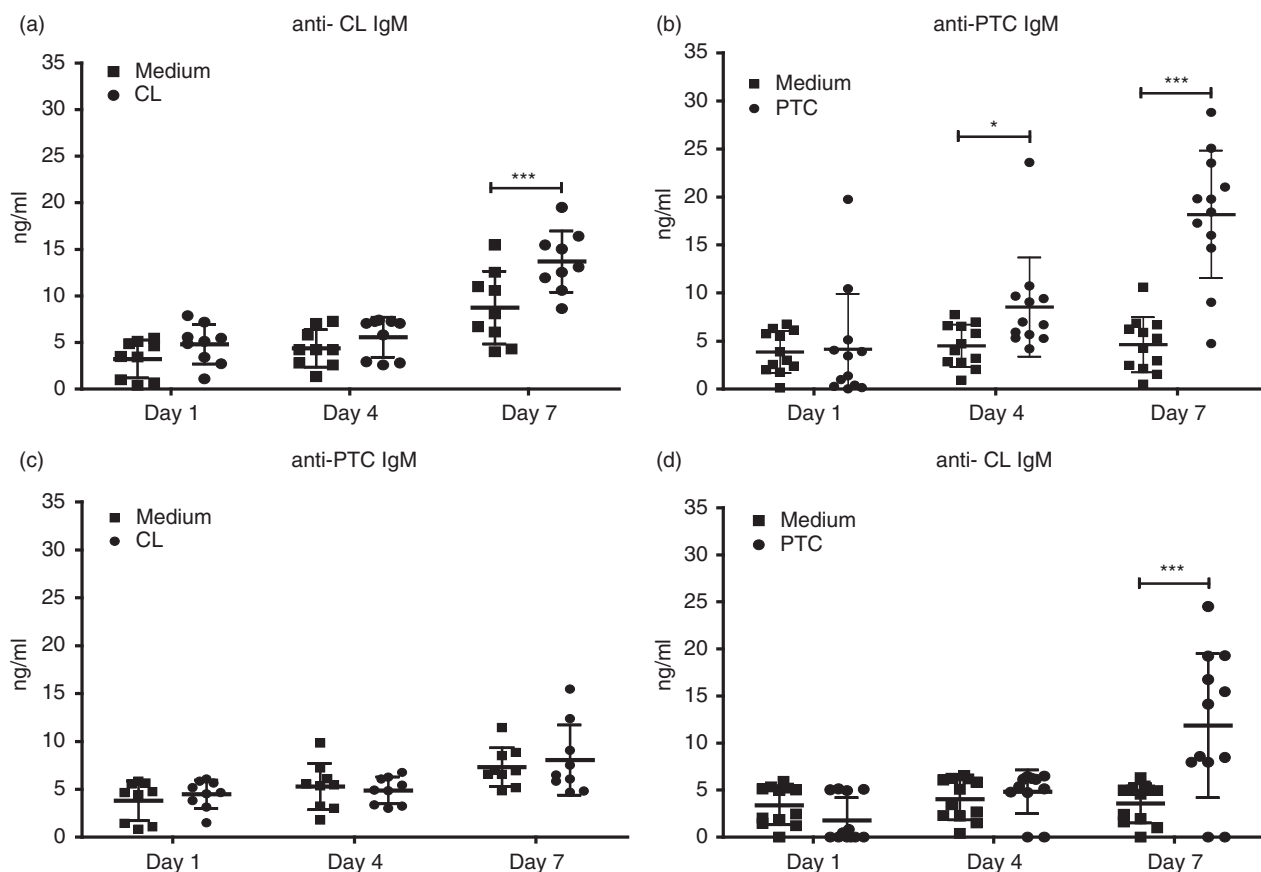 (a) anti- CL IgM
35
30
25
20
15
10
5
0
ng/ml
Medium
CL
***
Day 1 Day 4 Day 7
(b) anti-PTC IgM
35
30
25
20
15
10
5
0
ng/ml
Medium
PTC
*
***
Day 1 Day 4 Day 7
(c) anti-PTC IgM
35
30
25
20
15
10
5
0
ng/ml
Medium
CL
Day 1 Day 4 Day 7
(d) anti- CL IgM
35
30
25
20
15
10
5
0
ng/ml
Medium
PTC
***
Day 1 Day 4 Day 7